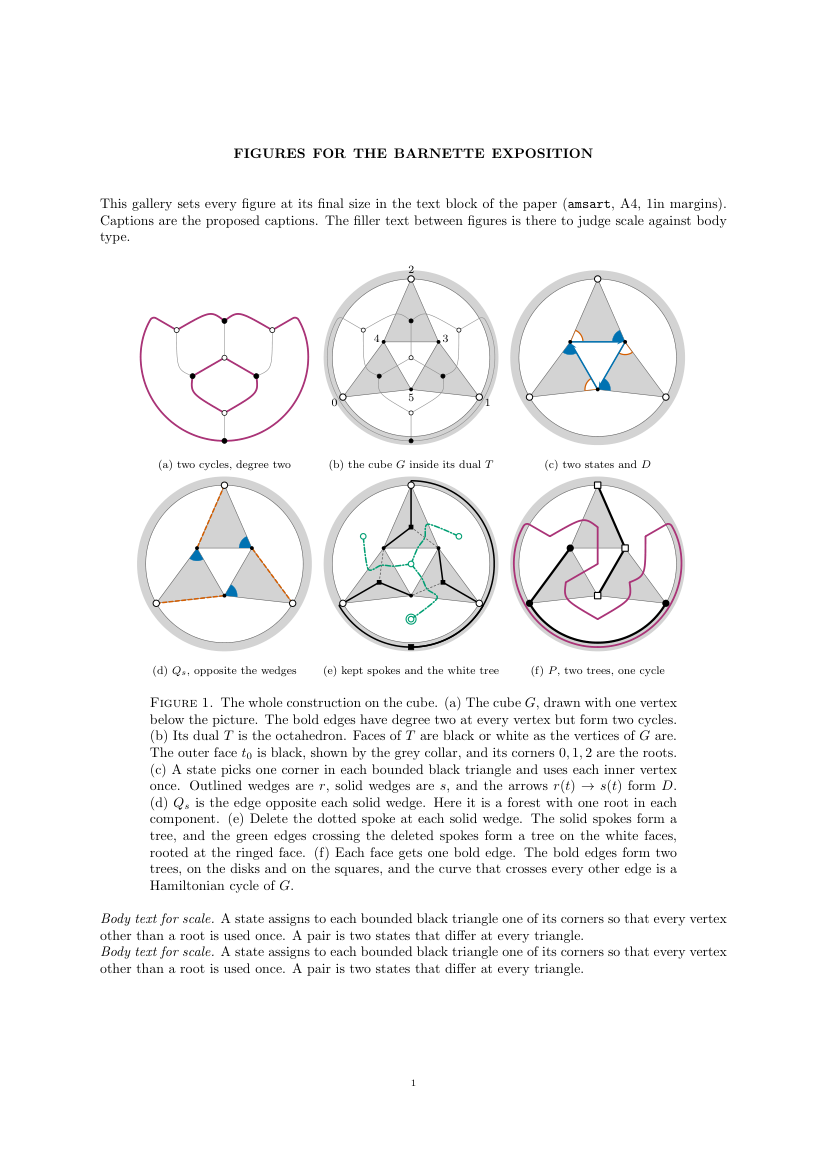 FIGURES FOR THE BARNETTE EXPOSITION
This gallery sets every figure at its final size in the text block of the paper (amsart, A4, 1in margins).
Captions are the proposed captions. The filler text between figures is there to judge scale against body
type.
2
4
3
5
0
1
(a) two cycles, degree two
(b) the cube G inside its dual T
(c) two states and D
(d) Qs, opposite the wedges
(e) kept spokes and the white tree
(f) P, two trees, one cycle
FIGURE 1. The whole construction on the cube. (a) The cube G, drawn with one vertex
below the picture. The bold edges have degree two at every vertex but form two cycles.
(b) Its dual T is the octahedron. Faces of T are black or white as the vertices of G are.
The outer face t0 is black, shown by the grey collar, and its corners 0, 1, 2 are the roots.
(c) A state picks one corner in each bounded black triangle and uses each inner vertex
once. Outlined wedges are r, solid wedges are s, and the arrows r(t) → s(t) form D.
(d) Qs is the edge opposite each solid wedge. Here it is a forest with one root in each
component. (e) Delete the dotted spoke at each solid wedge. The solid spokes form a
tree, and the green edges crossing the deleted spokes form a tree on the white faces,
rooted at the ringed face. (f) Each face gets one bold edge. The bold edges form two
trees, on the disks and on the squares, and the curve that crosses every other edge is a
Hamiltonian cycle of G.
Body text for scale. A state assigns to each bounded black triangle one of its corners so that every vertex
other than a root is used once. A pair is two states that differ at every triangle.
Body text for scale. A state assigns to each bounded black triangle one of its corners so that every vertex
other than a root is used once. A pair is two states that differ at every triangle.
1